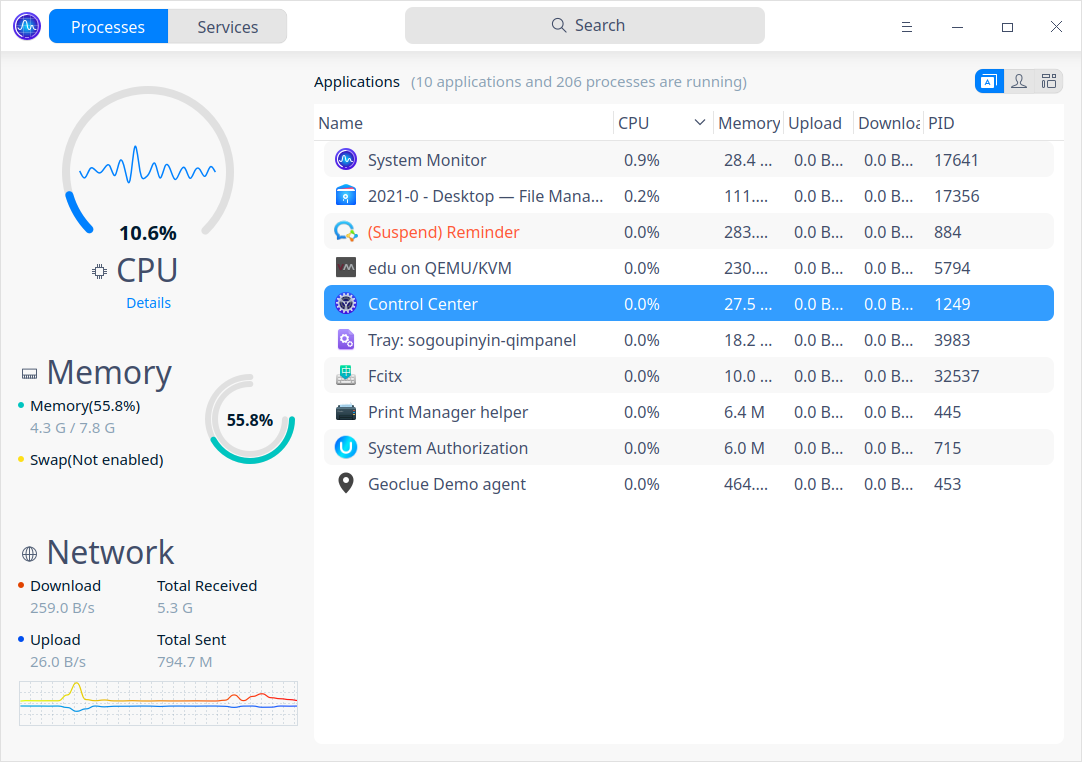 Processes Services Search
Applications (10 applications and 206 processes are running)
Name CPU Memory Upload Downloa PID
System Monitor 0.9% 28.4 ... 0.0 B... 0.0 B... 17641
2021-0 - Desktop — File Mana... 0.2% 111.... 0.0 B... 0.0 B... 17356
(Suspend) Reminder 0.0% 283.... 0.0 B... 0.0 B... 884
edu on QEMU/KVM 0.0% 230.... 0.0 B... 0.0 B... 5794
Control Center 0.0% 27.5 ... 0.0 B... 0.0 B... 1249
Tray: sogoupinyin-qimpanel 0.0% 18.2 ... 0.0 B... 0.0 B... 3983
Fcitx 0.0% 10.0 ... 0.0 B... 0.0 B... 32537
Print Manager helper 0.0% 6.4 M 0.0 B... 0.0 B... 445
System Authorization 0.0% 6.0 M 0.0 B... 0.0 B... 715
Geoclue Demo agent 0.0% 464.... 0.0 B... 0.0 B... 453
10.6%
CPU
Details
Memory
Memory(55.8%)
4.3 G / 7.8 G
Swap(Not enabled)
55.8%
Network
Download Total Received
259.0 B/s 5.3 G
Upload Total Sent
26.0 B/s 794.7 M